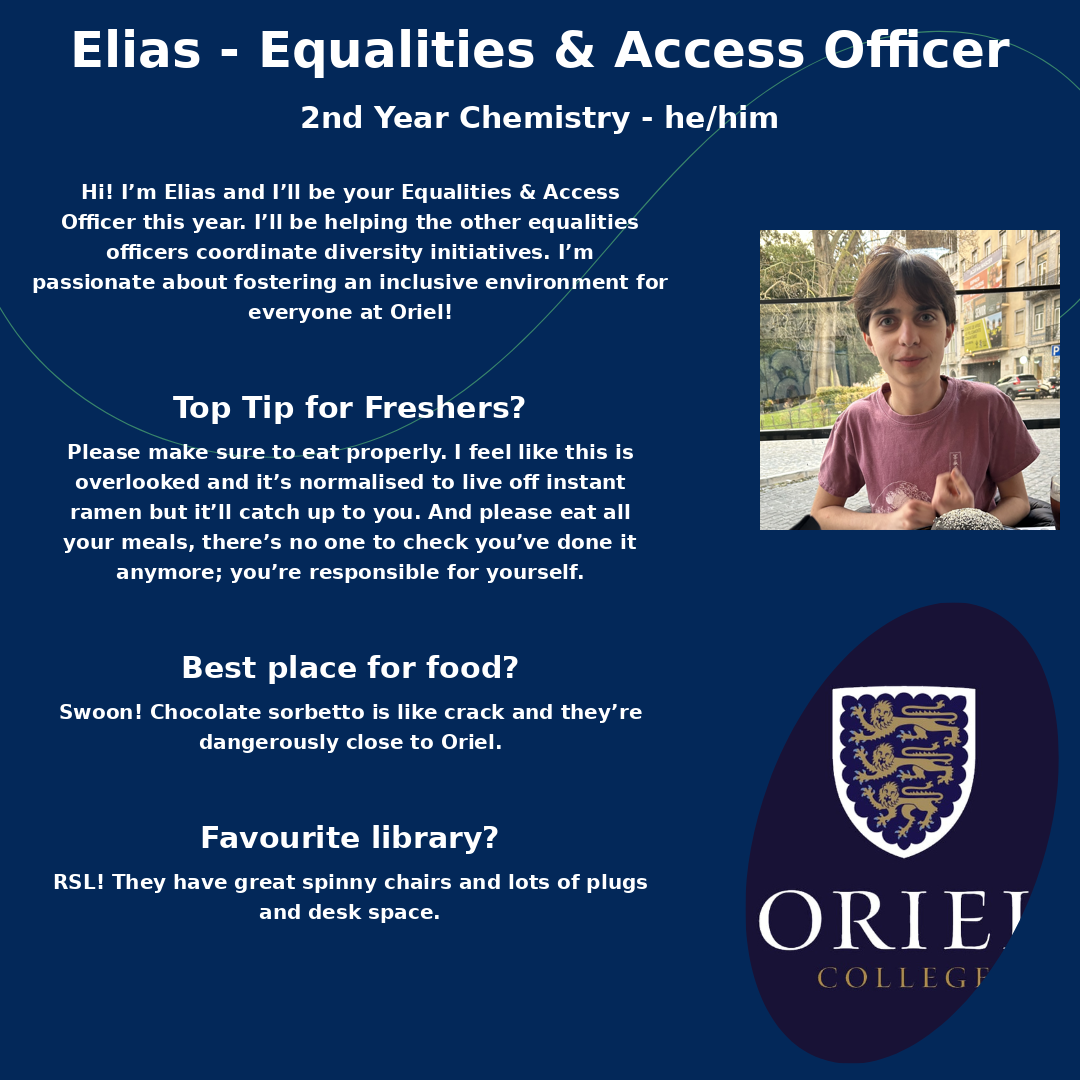 Elias - Equalities & Access Officer
2nd Year Chemistry - he/him
Hi! I’m Elias and I’ll be your Equalities & Access
Officer this year. I’ll be helping the other equalities
officers coordinate diversity initiatives. I’m
passionate about fostering an inclusive environment for
everyone at Oriel!
Top Tip for Freshers?
Please make sure to eat properly. I feel like this is
overlooked and it’s normalised to live off instant
ramen but it’ll catch up to you. And please eat all
your meals, there’s no one to check you’ve done it
anymore; you’re responsible for yourself.
Best place for food?
Swoon! Chocolate sorbetto is like crack and they’re
dangerously close to Oriel.
Favourite library?
RSL! They have great spinny chairs and lots of plugs
and desk space.
ORIEL
COLLEGE